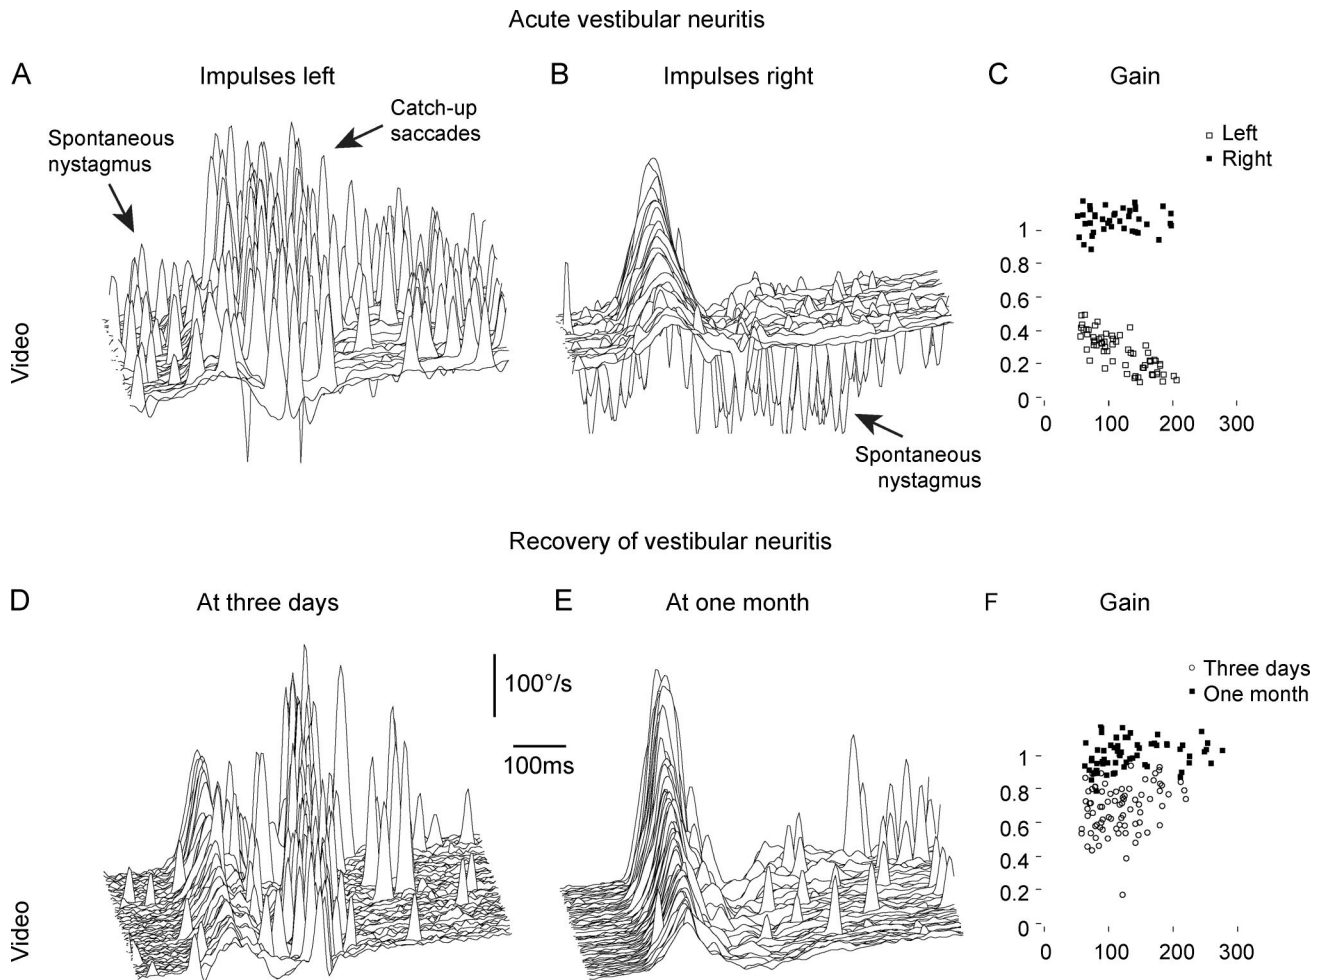 Acute vestibular neuritis
A
Impulses left
B
Impulses right
C
Gain
Spontaneous
nystagmus
Catch-up
saccades
Video
Spontaneous
nystagmus
Left
Right
1
0.8
0.6
0.4
0.2
0
0
100
200
300
Recovery of vestibular neuritis
D
At three days
E
At one month
F
Gain
100°/s
100ms
Video
Three days
One month
1
0.8
0.6
0.4
0.2
0
0
100
200
300